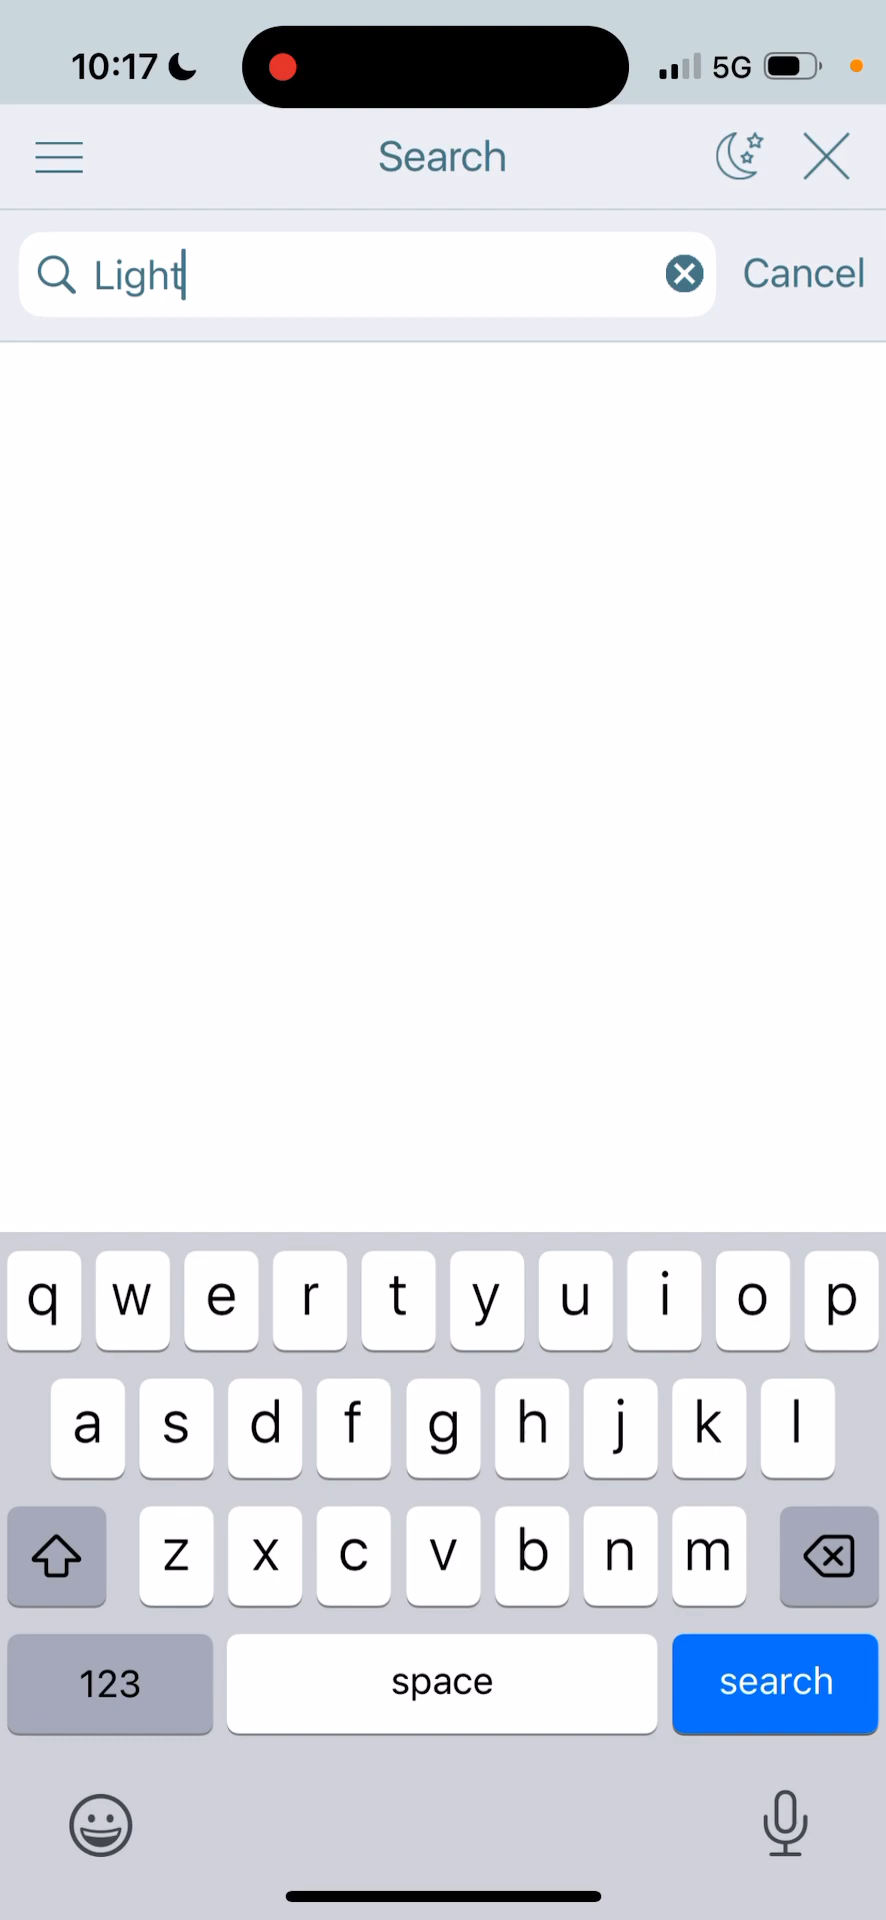 10:17 5G
Search
Light Cancel
q w e r t y u i o p
a s d f g h j k l
z x c v b n m
123 space search